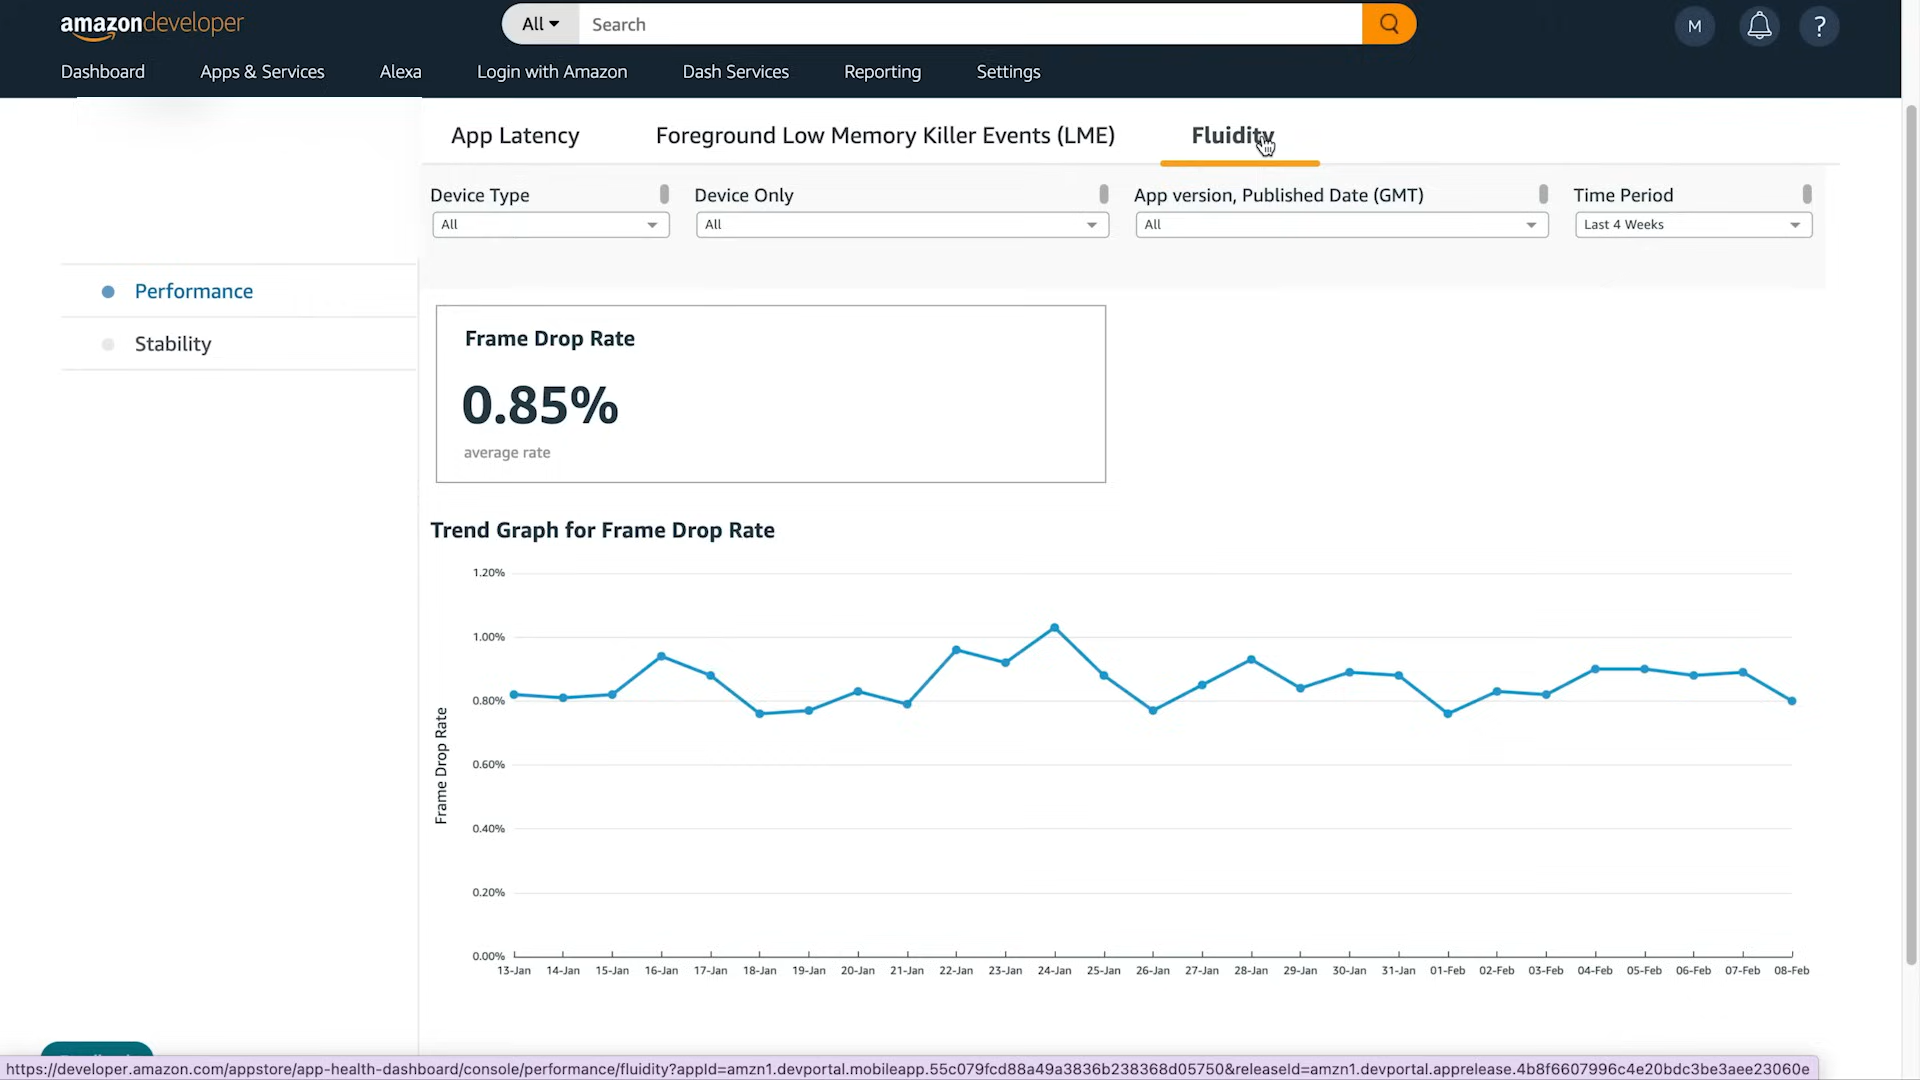 amazondeveloper
All
Search
M
?
Dashboard
Apps & Services
Alexa
Login with Amazon
Dash Services
Reporting
Settings
App Latency
Foreground Low Memory Killer Events (LME)
Fluidity
Device Type
Device Only
App version, Published Date (GMT)
Time Period
All
All
All
Last 4 Weeks
Performance
Stability
Frame Drop Rate
0.85%
average rate
Trend Graph for Frame Drop Rate
1.20%
1.00%
0.80%
0.60%
0.40%
0.20%
0.00%
Frame Drop Rate
13-Jan 14-Jan 15-Jan 16-Jan 17-Jan 18-Jan 19-Jan 20-Jan 21-Jan 22-Jan 23-Jan 24-Jan 25-Jan 26-Jan 27-Jan 28-Jan 29-Jan 30-Jan 31-Jan 01-Feb 02-Feb 03-Feb 04-Feb 05-Feb 06-Feb 07-Feb 08-Feb
https://developer.amazon.com/appstore/app-health-dashboard/console/performance/fluidity?appId=amzn1.devportal.mobileapp.55c079fcd88a49a3836b238368d05750&releaseId=amzn1.devportal.apprelease.4b8f6607996c4e20bdc3be3aee23060e